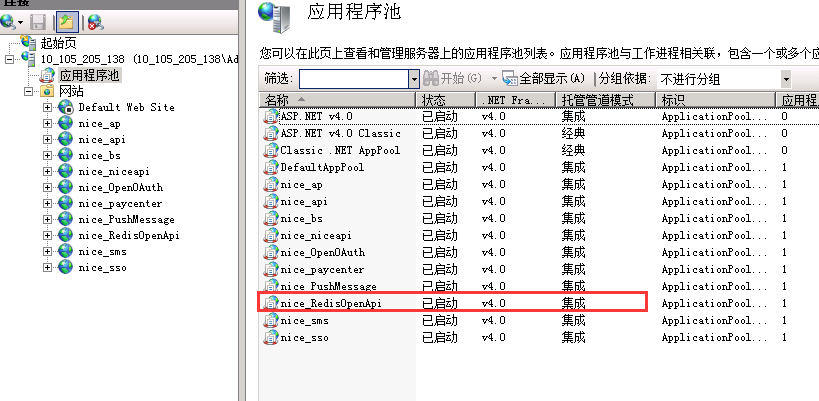 连接
起始页
10_105_205_138 (10_105_205_138\Ad
应用程序池
网站
Default Web Site
nice_ap
nice_api
nice_bs
nice_niceapi
nice_OpenOAuth
nice_paycenter
nice_PushMessage
nice_RedisOpenApi
nice_sms
nice_sso
应用程序池
您可以在此页上查看和管理服务器上的应用程序池列表。应用程序池与工作进程相关联，包含一个或多个应
筛选: 开始(G) 全部显示(A) 分组依据: 不进行分组
名称 状态 .NET Fra... 托管管道模式 标识 应用程序
ASP.NET v4.0 已启动 v4.0 集成 ApplicationPool... 0
ASP.NET v4.0 Classic 已启动 v4.0 经典 ApplicationPool... 0
Classic .NET AppPool 已启动 v4.0 经典 ApplicationPool... 0
DefaultAppPool 已启动 v4.0 集成 ApplicationPool... 1
nice_ap 已启动 v4.0 集成 ApplicationPool... 1
nice_api 已启动 v4.0 集成 ApplicationPool... 1
nice_bs 已启动 v4.0 集成 ApplicationPool... 1
nice_niceapi 已启动 v4.0 集成 ApplicationPool... 1
nice_OpenOAuth 已启动 v4.0 集成 ApplicationPool... 1
nice_paycenter 已启动 v4.0 集成 ApplicationPool... 1
nice_PushMessage 已启动 v4.0 集成 ApplicationPool... 1
nice_RedisOpenApi 已启动 v4.0 集成 ApplicationPool... 1
nice_sms 已启动 v4.0 集成 ApplicationPool... 1
nice_sso 已启动 v4.0 集成 ApplicationPool... 1